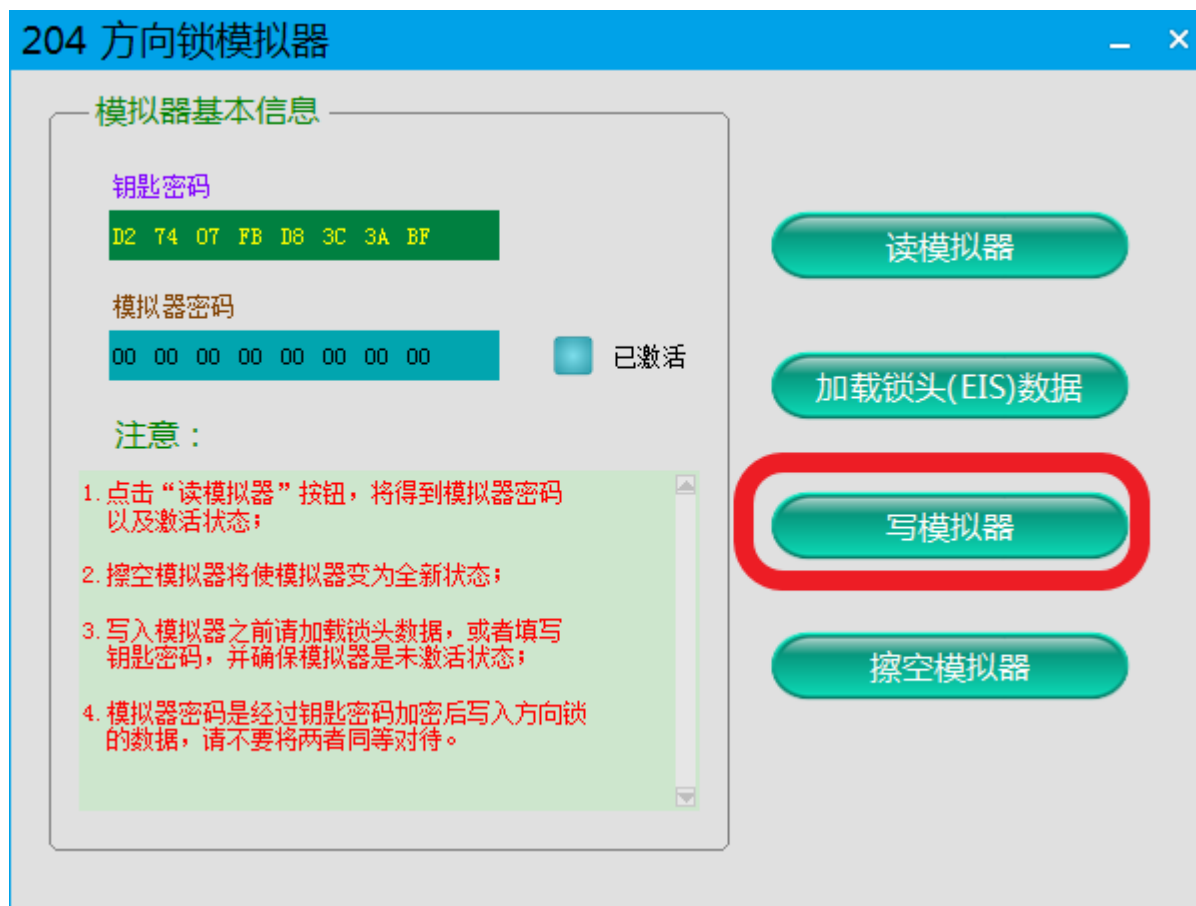 204 方向锁模拟器
模拟器基本信息
钥匙密码
D2 74 07 FB D8 3C 3A BF
模拟器密码
00 00 00 00 00 00 00 00
已激活
注意：
1. 点击“读模拟器”按钮，将得到模拟器密码
以及激活状态；
2. 擦空模拟器将使模拟器变为全新状态；
3. 写入模拟器之前请加载锁头数据，或者填写
钥匙密码，并确保模拟器是未激活状态；
4. 模拟器密码是经过钥匙密码加密后写入方向锁
的数据，请不要将两者同等对待。
读模拟器
加载锁头(EIS)数据
写模拟器
擦空模拟器